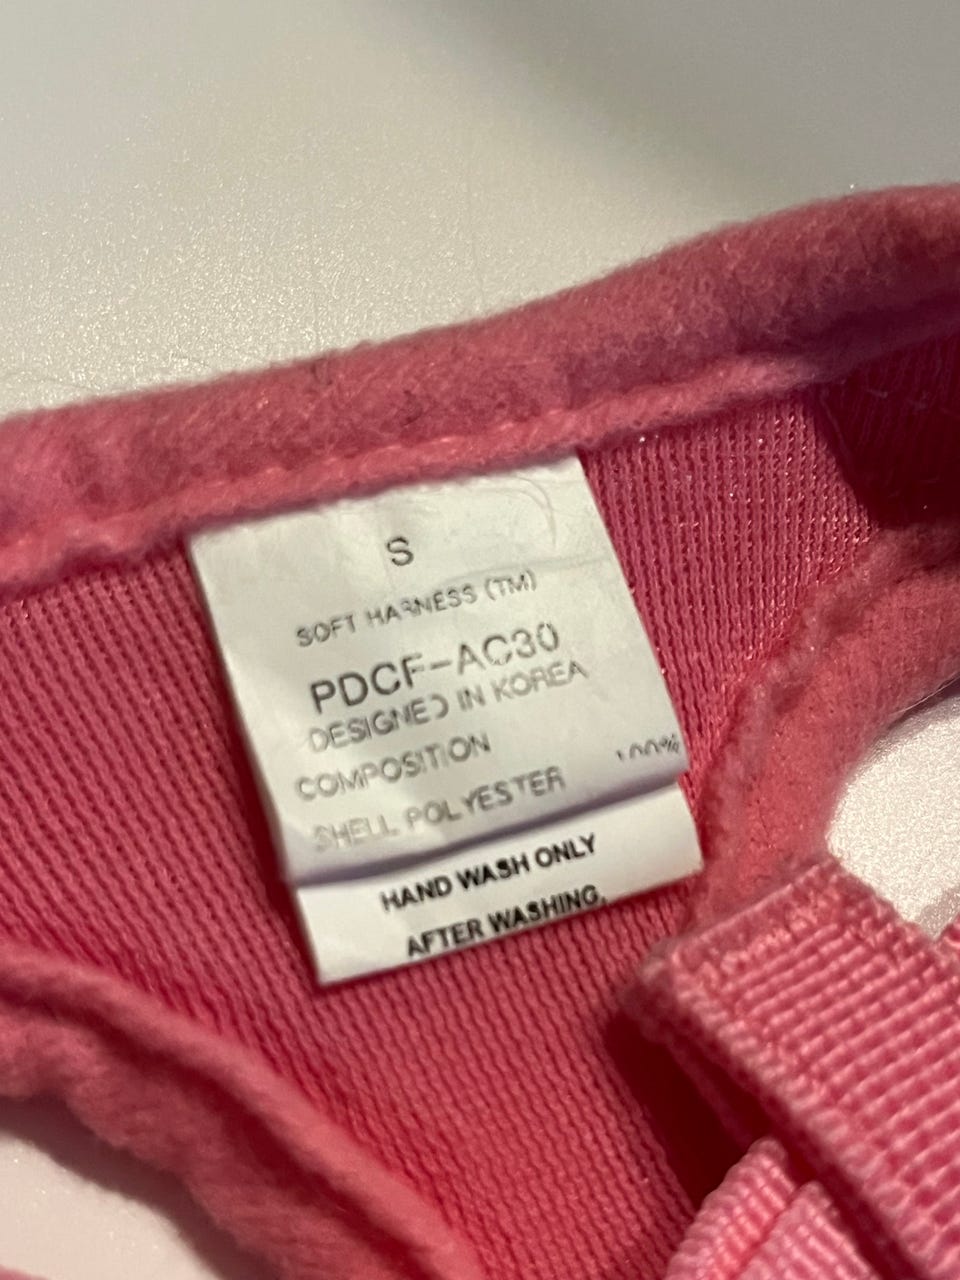 S
SOFT HARNESS (TM)
PDCF-AC30
DESIGNED IN KOREA
COMPOSITION
SHELL POLYESTER 100%
HAND WASH ONLY
AFTER WASHING,